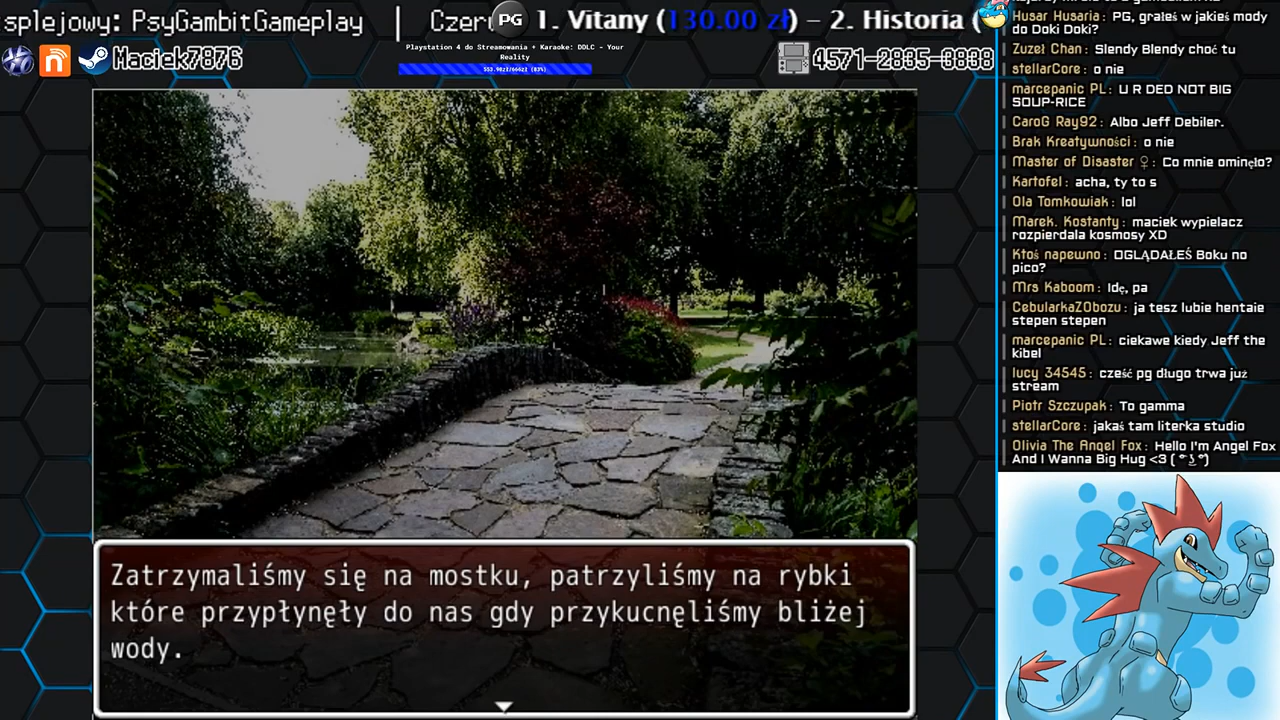 splejowy: PsyGambitGameplay | Czerw
PG 1. Vitany (130.00 zł) – 2. Historia (
Maciek7876
Playstation 4 do Streamowania + Karaoke: DDLC - Your
Reality
4571-2835-3838
Husar Husaria: PG, grałeś w jakieś mody
do Doki Doki?
Zuzeł Chan: Slendy Blendy choć tu
stellarCore: o nie
marcepanic PL: U R DED NOT BIG
SOUP-RICE
CaroG Ray92: Albo Jeff Debiler.
Brak Kreatywności: o nie
Master of Disaster ♀: Co mnie ominęło?
Kartofel: acha, ty to s
Ola Tomkowiak: lol
Marek. Kostanty: maciek wypielacz
rozpierdala kosmosy XD
Ktoś napewno: OGLĄDAŁEŚ Boku no
pico?
Mrs Kaboom: Idę, pa
CebularkaZObozu: ja tesz lubie hentaie
stepen stepen
marcepanic PL: ciekawe kiedy Jeff the
kibel
lucy 34545: cześć pg długo trwa już
stream
Piotr Szczupak: To gamma
stellarCore: jakaś tam literka studio
Olivia The Angel Fox: Hello I'm Angel Fox
And I Wanna Big Hug <3 ( ͡° ͜ʖ ͡°)
Zatrzymaliśmy się na mostku, patrzyliśmy na rybki
które przypłynęły do nas gdy przykucnęliśmy bliżej
wody.